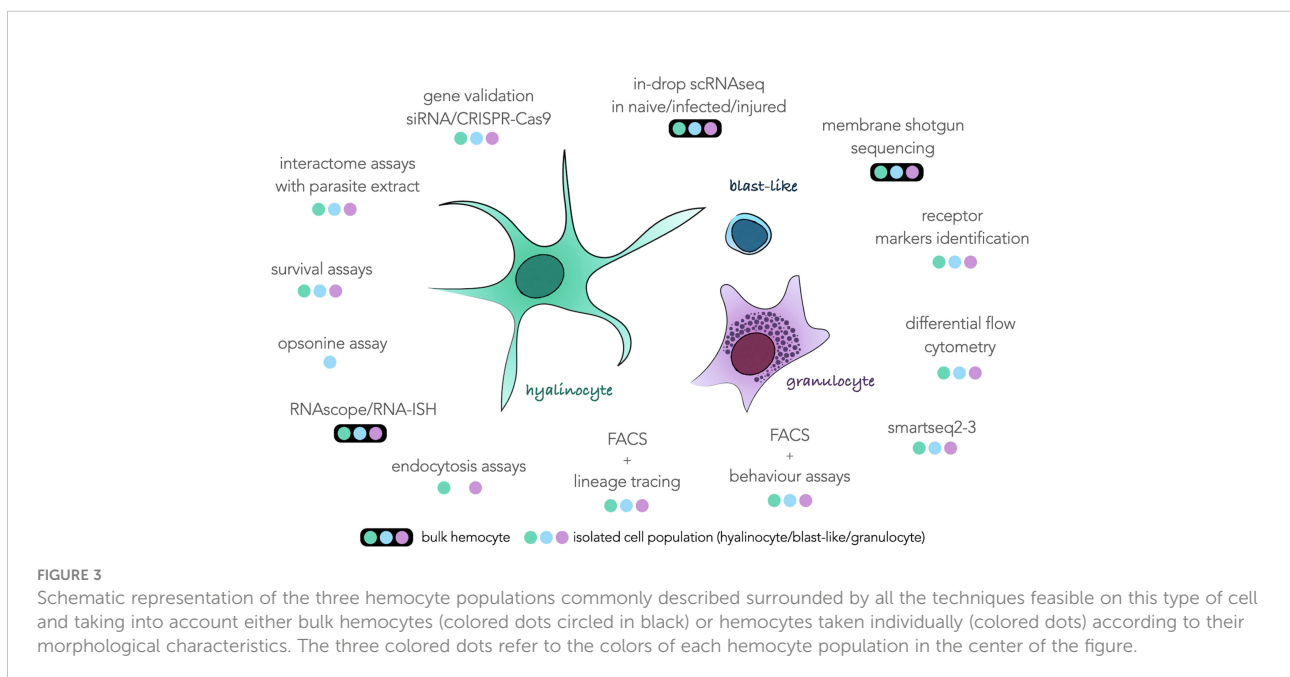 gene validation
siRNA/CRISPR-Cas9
in-drop scRNAseq
in naive/infected/injured
membrane shotgun
sequencing
interactome assays
with parasite extract
blast-like
receptor
markers identification
survival assays
differential flow
cytometry
opsonine assay
hyalinocyte
granulocyte
RNAscope/RNA-ISH
smartseq2-3
endocytosis assays
FACS
+
lineage tracing
FACS
+
behaviour assays
bulk hemocyte
isolated cell population (hyalinocyte/blast-like/granulocyte)
FIGURE 3
Schematic representation of the three hemocyte populations commonly described surrounded by all the techniques feasible on this type of cell
and taking into account either bulk hemocytes (colored dots circled in black) or hemocytes taken individually (colored dots) according to their
morphological characteristics. The three colored dots refer to the colors of each hemocyte population in the center of the figure.